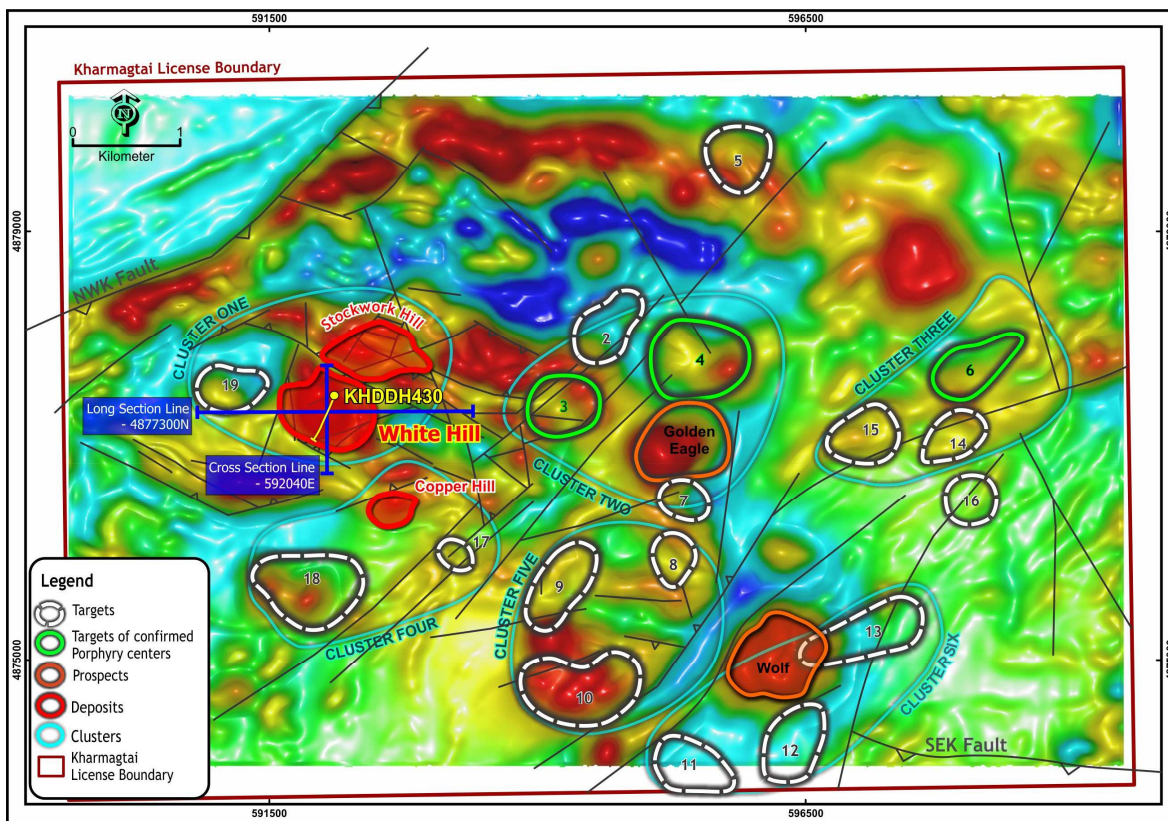 591500
596500
Kharmagtai License Boundary
N
0
1
Kilometer
5
4879000
NWK Fault
CLUSTER ONE
Stockwork Hill
2
CLUSTER THREE
4
6
19
KHDDH430
3
Long Section Line
- 4877300N
White Hill
Golden
Eagle
15
14
Cross Section Line
- 592040E
Copper Hill
CLUSTER TWO
7
16
17
8
18
9
CLUSTER FIVE
CLUSTER FOUR
13
Wolf
CLUSTER SIX
10
4875000
12
11
SEK Fault
Legend
Targets
Targets of confirmed
Porphyry centers
Prospects
Deposits
Clusters
Kharmagtai
License Boundary
591500
596500